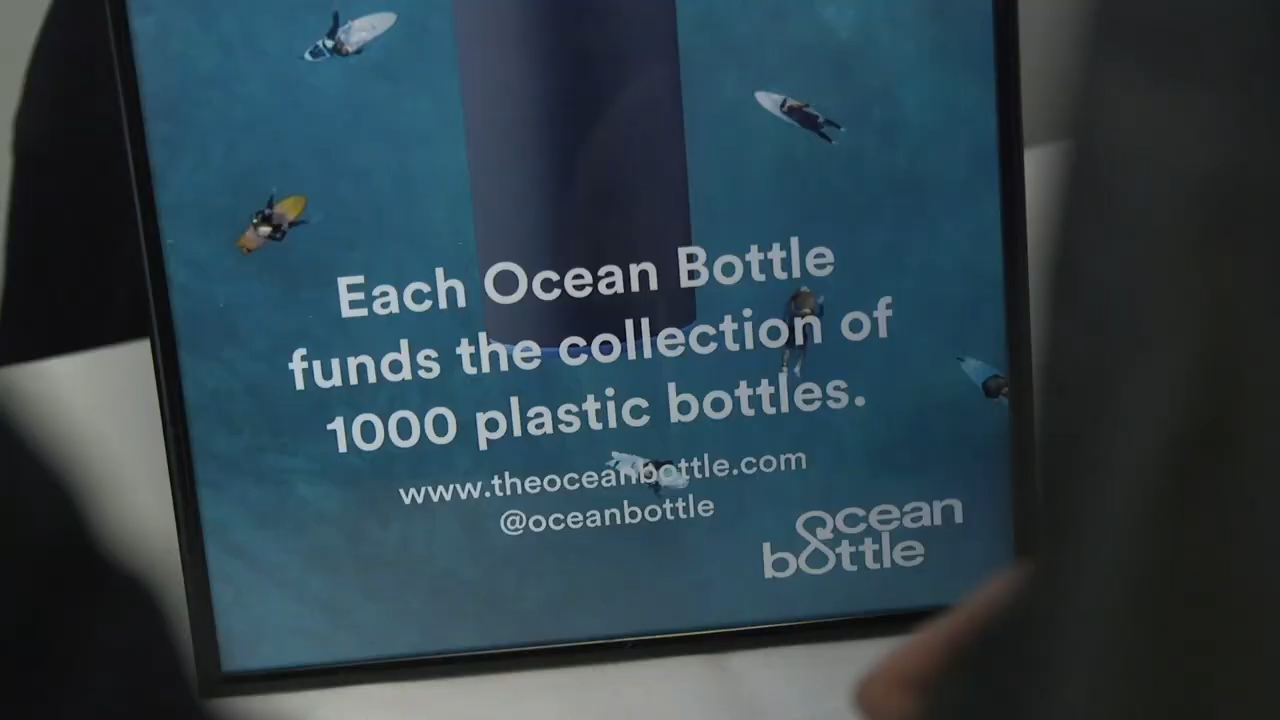 Each Ocean Bottle
funds the collection of
1000 plastic bottles.
www.theoceanbottle.com
@oceanbottle
ocean
bottle